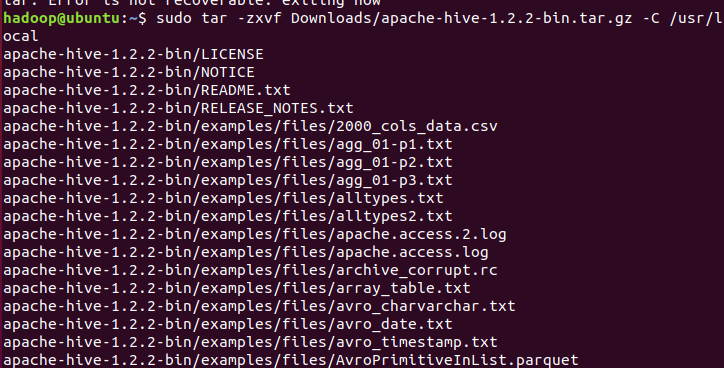 tar: Error is not recoverable: exiting now
hadoop@ubuntu:~$ sudo tar -zxvf Downloads/apache-hive-1.2.2-bin.tar.gz -C /usr/l
ocal
apache-hive-1.2.2-bin/LICENSE
apache-hive-1.2.2-bin/NOTICE
apache-hive-1.2.2-bin/README.txt
apache-hive-1.2.2-bin/RELEASE_NOTES.txt
apache-hive-1.2.2-bin/examples/files/2000_cols_data.csv
apache-hive-1.2.2-bin/examples/files/agg_01-p1.txt
apache-hive-1.2.2-bin/examples/files/agg_01-p2.txt
apache-hive-1.2.2-bin/examples/files/agg_01-p3.txt
apache-hive-1.2.2-bin/examples/files/alltypes.txt
apache-hive-1.2.2-bin/examples/files/alltypes2.txt
apache-hive-1.2.2-bin/examples/files/apache.access.2.log
apache-hive-1.2.2-bin/examples/files/apache.access.log
apache-hive-1.2.2-bin/examples/files/archive_corrupt.rc
apache-hive-1.2.2-bin/examples/files/array_table.txt
apache-hive-1.2.2-bin/examples/files/avro_charvarchar.txt
apache-hive-1.2.2-bin/examples/files/avro_date.txt
apache-hive-1.2.2-bin/examples/files/avro_timestamp.txt
apache-hive-1.2.2-bin/examples/files/AvroPrimitiveInList.parquet